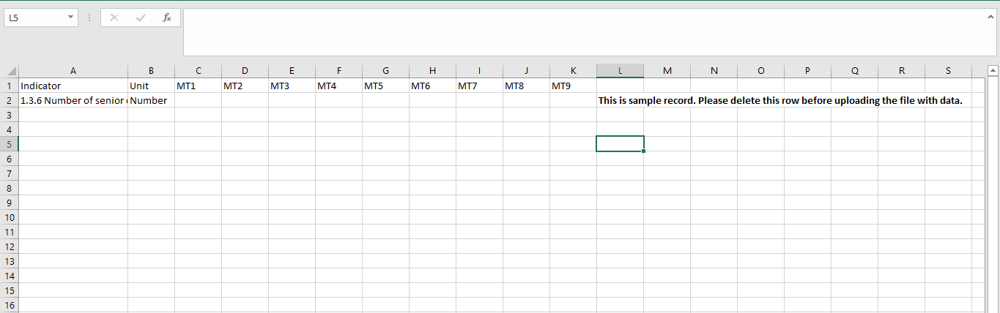 L5
fx
A B C D E F G H I J K L M N O P Q R S
1 Indicator Unit MT1 MT2 MT3 MT4 MT5 MT6 MT7 MT8 MT9
2 1.3.6 Number of senior Number This is sample record. Please delete this row before uploading the file with data.
3
4
5
6
7
8
9
10
11
12
13
14
15
16